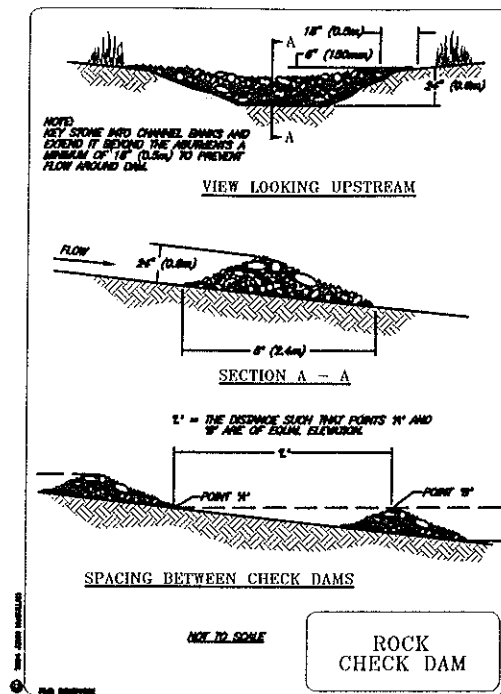 A
18" (0.5m)
6" (150mm)
24" (0.6m)
A
NOTE:
KEY STONE INTO CHANNEL BANKS AND
EXTEND IT BEYOND THE ABUTMENTS A
MINIMUM OF 18" (0.5m) TO PREVENT
FLOW AROUND DAM.
VIEW LOOKING UPSTREAM
FLOW
24" (0.6m)
(2.4m)
SECTION A - A
'L' = THE DISTANCE SUCH THAT POINTS 'A' AND
'B' ARE OF EQUAL ELEVATION.
'L'
POINT 'A'
POINT 'B'
SPACING BETWEEN CHECK DAMS
NOT TO SCALE
ROCK
CHECK DAM
© 1994 JOHN